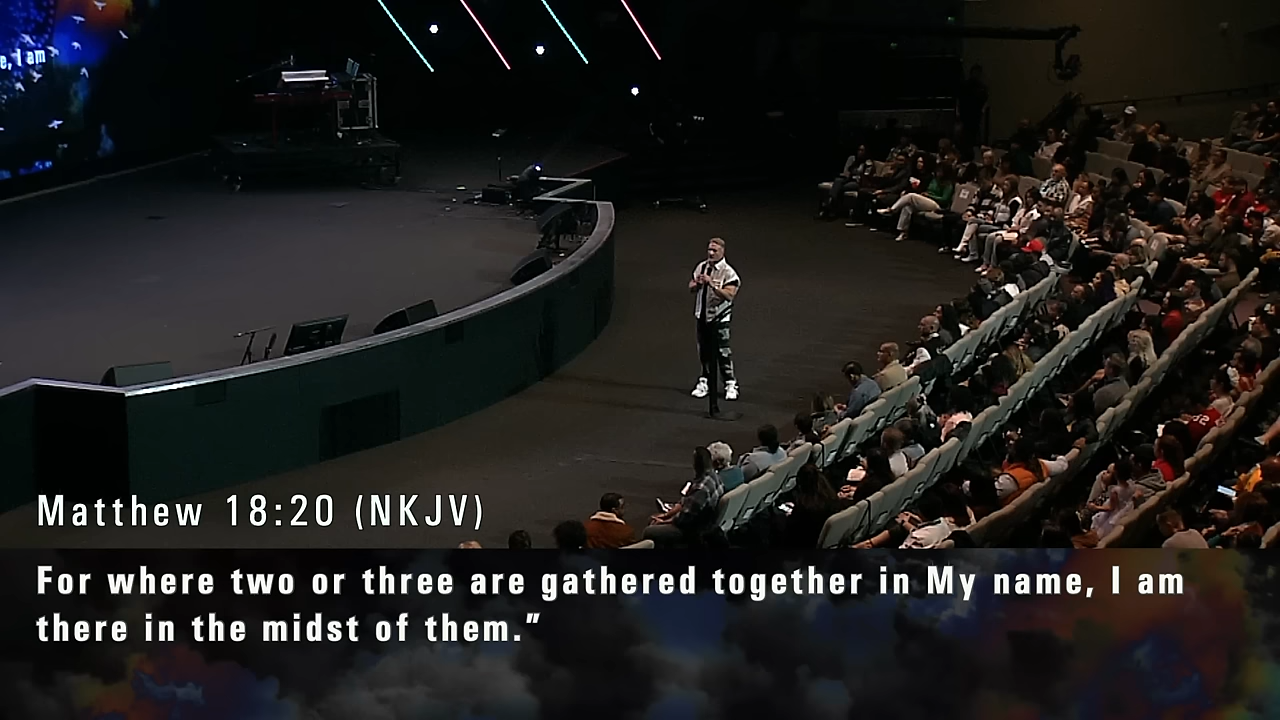 e, I am
Matthew 18:20 (NKJV)
For where two or three are gathered together in My name, I am
there in the midst of them.”